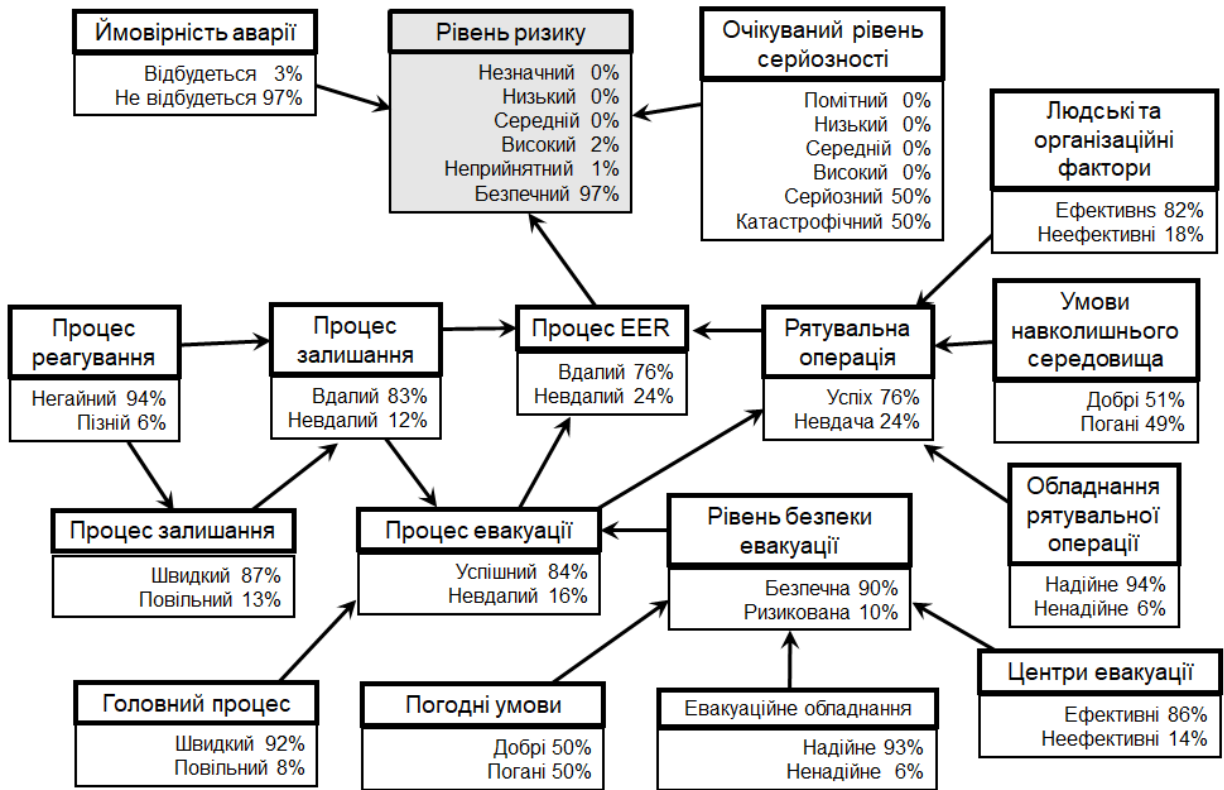 Ймовірність аварії
Відбудеться 3%
Не відбудеться 97%
Рівень ризику
Незначний 0%
Низький 0%
Середній 0%
Високий 2%
Неприйнятний 1%
Безпечний 97%
Очікуваний рівень
серйозності
Помітний 0%
Низький 0%
Середній 0%
Високий 0%
Серйозний 50%
Катастрофічний 50%
Людські та
організаційні
фактори
Ефективнѕ 82%
Неефективні 18%
Процес
реагування
Негайний 94%
Пізній 6%
Процес
залишання
Вдалий 83%
Невдалий 12%
Процес EER
Вдалий 76%
Невдалий 24%
Рятувальна
операція
Успіх 76%
Невдача 24%
Умови
навколишнього
середовища
Добрі 51%
Погані 49%
Процес залишання
Швидкий 87%
Повільний 13%
Процес евакуації
Успішний 84%
Невдалий 16%
Рівень безпеки
евакуації
Безпечна 90%
Ризикована 10%
Обладнання
рятувальної
операції
Надійне 94%
Ненадійне 6%
Головний процес
Швидкий 92%
Повільний 8%
Погодні умови
Добрі 50%
Погані 50%
Евакуаційне обладнання
Надійне 93%
Ненадійне 6%
Центри евакуації
Ефективні 86%
Неефективні 14%